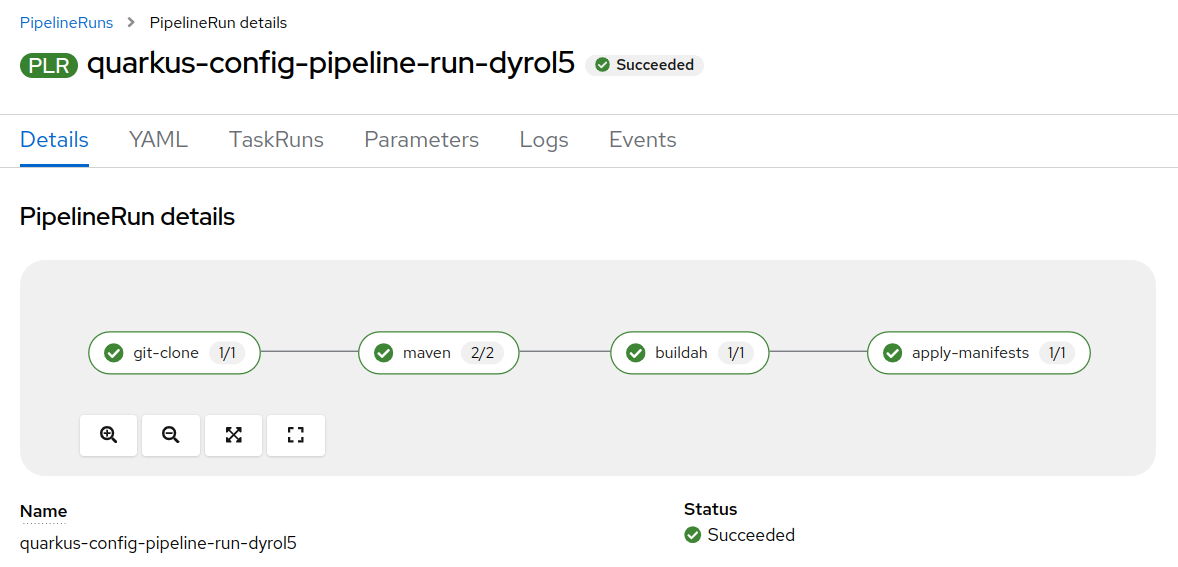 PipelineRuns > PipelineRun details
PLR quarkus-config-pipeline-run-dyrol5 Succeeded
Details YAML TaskRuns Parameters Logs Events
PipelineRun details
git-clone 1/1 maven 2/2 buildah 1/1 apply-manifests 1/1
Name
quarkus-config-pipeline-run-dyrol5
Status
Succeeded